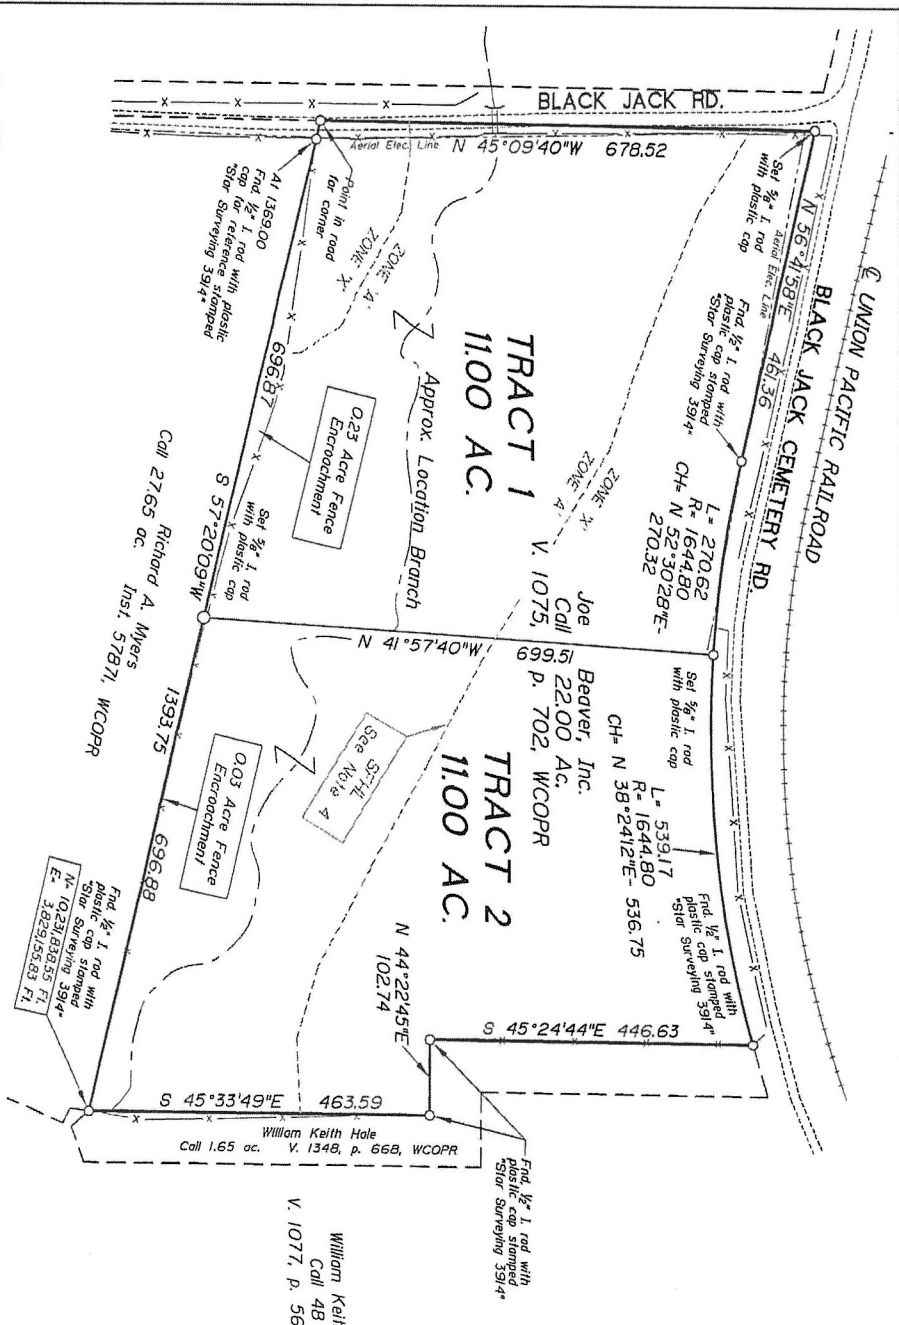 BLACK JACK RD.
Aerial Elec. Line
N 45°09'40"W 678.52
℄ UNION PACIFIC RAILROAD
BLACK JACK CEMETERY RD.
Set ⅝" I. rod
with plastic cap
N 56°41'58"E 461.36
Aerial Elec. Line
Fnd. ½" I. rod with
plastic cap stamped
"Star Surveying 3914"
L= 270.62
R= 1644.80
CH= N 52°30'28"E-
270.32
Point in road
for corner
At 1369.00
Fnd. ½" I. rod with plastic
cap for reference stamped
"Star Surveying 3914"
ZONE 'A'
ZONE 'X'
TRACT 1
11.00 AC.
Approx. Location Branch
ZONE 'X'
ZONE 'A'
0.23 Acre Fence
Encroachment
696.87
S 57°20'09"W
1393.75
Set ⅝" I. rod
with plastic cap
Richard A. Myers
Call 27.65 ac. Inst. 57871, WCOPR
N 41°57'40"W 699.51
Joe Beaver, Inc.
Call 22.00 Ac.
V. 1075, p. 702, WCOPR
Set ⅝" I. rod
with plastic cap
L= 539.17
R= 1644.80
CH= N 38°24'12"E- 536.75
TRACT 2
11.00 AC.
SFHL
See Note 4
0.03 Acre Fence
Encroachment
696.88
Fnd. ½" I. rod with
plastic cap stamped
"Star Surveying 3914"
N 44°22'45"E
102.74
S 45°24'44"E 446.63
S 45°33'49"E 463.59
Fnd. ½" I. rod with
plastic cap stamped
"Star Surveying 3914"
N= 10,231,838.55 Ft.
E= 3,829,155.83 Ft.
William Keith Hole
Call 1.65 ac. V. 1348, p. 668, WCOPR
Fnd. ½" I. rod with
plastic cap stamped
"Star Surveying 3914"
William Keit
Call 48
V. 1077, p. 56